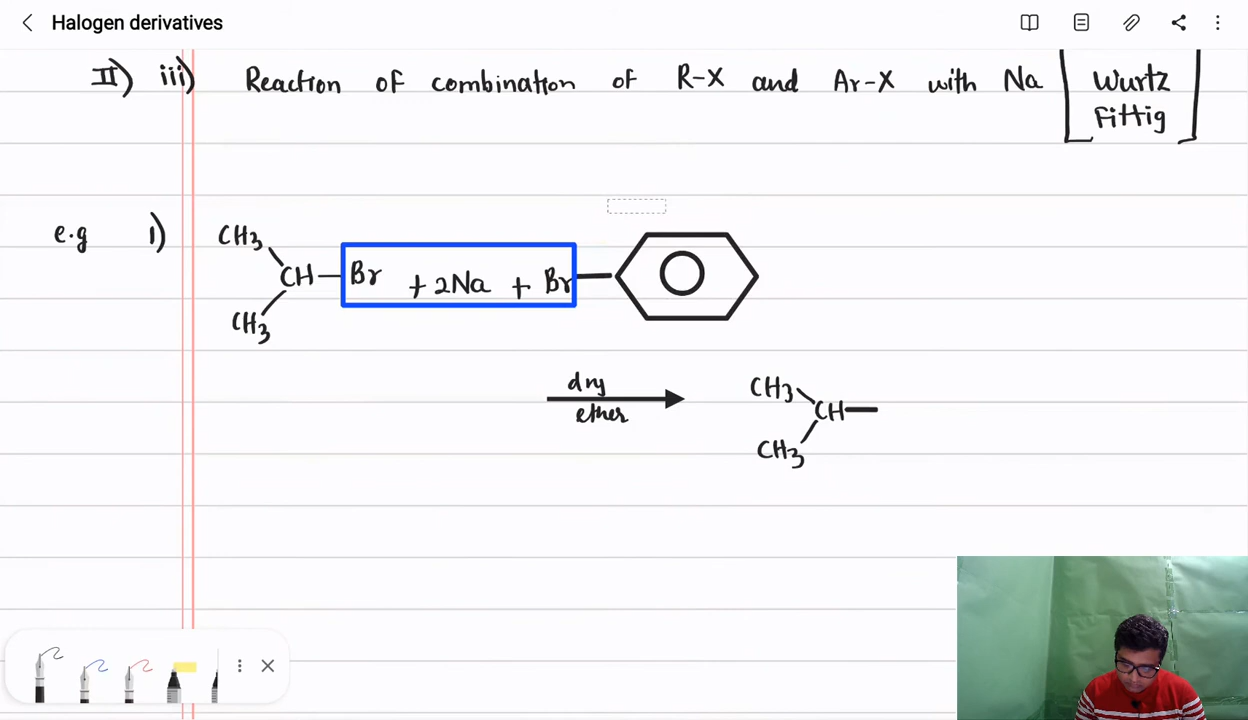 Halogen derivatives
II) iii) Reaction of combination of R-X and Ar-X with Na [Wurtz
Fittig]
e.g 1) CH3
CH-Br + 2Na + Br
CH3
dry
ether
CH3
CH-
CH3